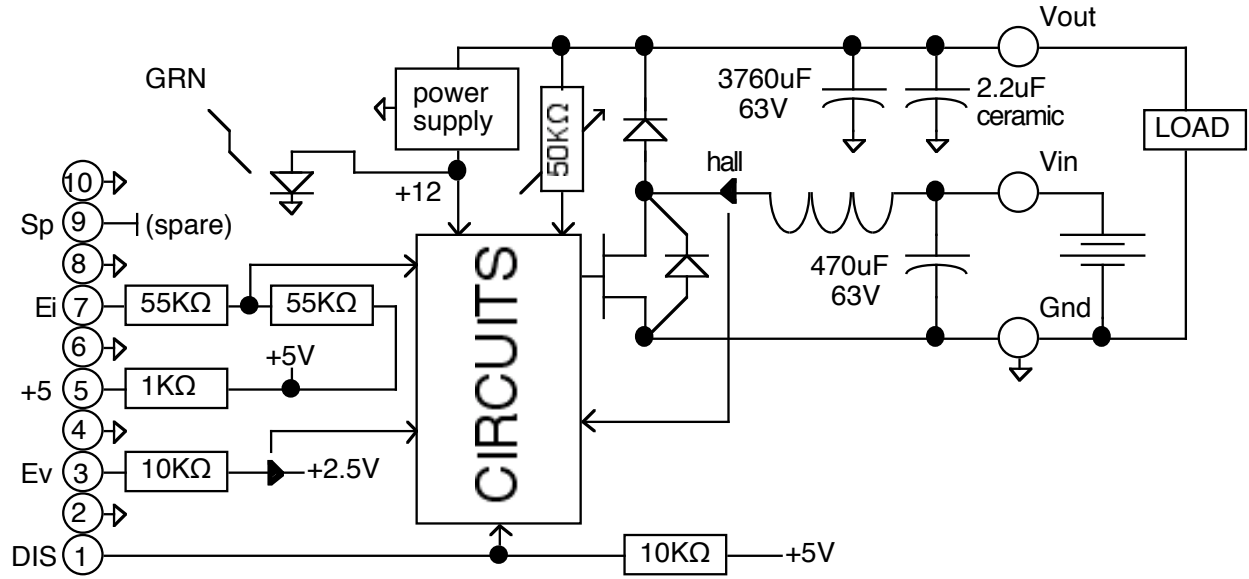 Vout
GRN
power
supply
50KΩ
3760uF
63V
2.2uF
ceramic
LOAD
hall
Vin
+12
10
Sp 9 (spare)
8
CIRCUITS
470uF
63V
Ei 7 55KΩ 55KΩ
Gnd
6
+5V
+5 5 1KΩ
4
Ev 3 10KΩ +2.5V
2
DIS 1 10KΩ +5V